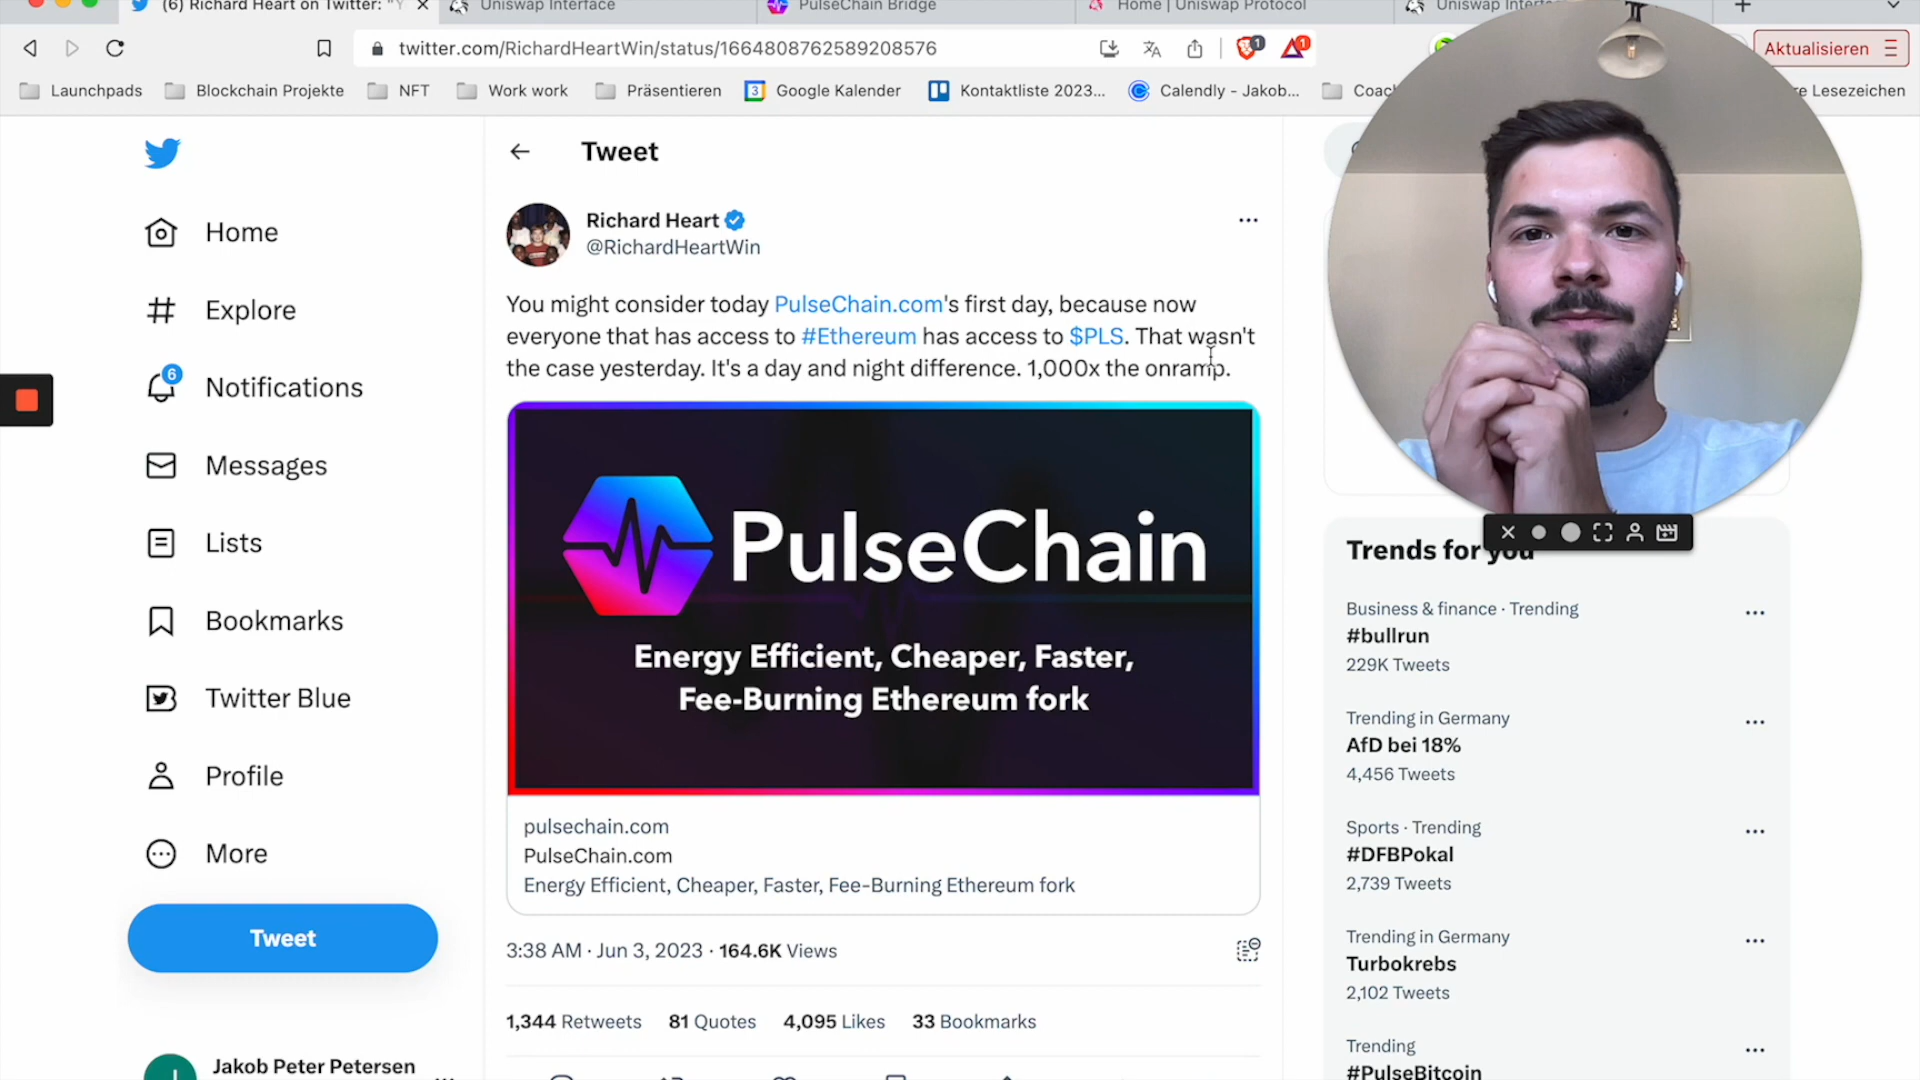 (6) Richard Heart on Twitter: "Y
Uniswap Interface
PulseChain Bridge
Home | Uniswap Protocol
twitter.com/RichardHeartWin/status/1664808762589208576
1
1
Aktualisieren
Launchpads
Blockchain Projekte
NFT
Work work
Präsentieren
3
Google Kalender
Kontaktliste 2023...
Calendly - Jakob...
re Lesezeichen
Home
Explore
6
Notifications
Messages
Lists
Bookmarks
Twitter Blue
Profile
More
Tweet
Jakob Peter Petersen
Tweet
Richard Heart
@RichardHeartWin
You might consider today PulseChain.com's first day, because now
everyone that has access to #Ethereum has access to $PLS. That wasn't
the case yesterday. It's a day and night difference. 1,000x the onramp.
PulseChain
Energy Efficient, Cheaper, Faster,
Fee-Burning Ethereum fork
pulsechain.com
PulseChain.com
Energy Efficient, Cheaper, Faster, Fee-Burning Ethereum fork
3:38 AM · Jun 3, 2023 · 164.6K Views
1,344 Retweets 81 Quotes 4,095 Likes 33 Bookmarks
Trends for you
Business & finance · Trending
#bullrun
229K Tweets
Trending in Germany
AfD bei 18%
4,456 Tweets
Sports · Trending
#DFBPokal
2,739 Tweets
Trending in Germany
Turbokrebs
2,102 Tweets
Trending
#PulseBitcoin